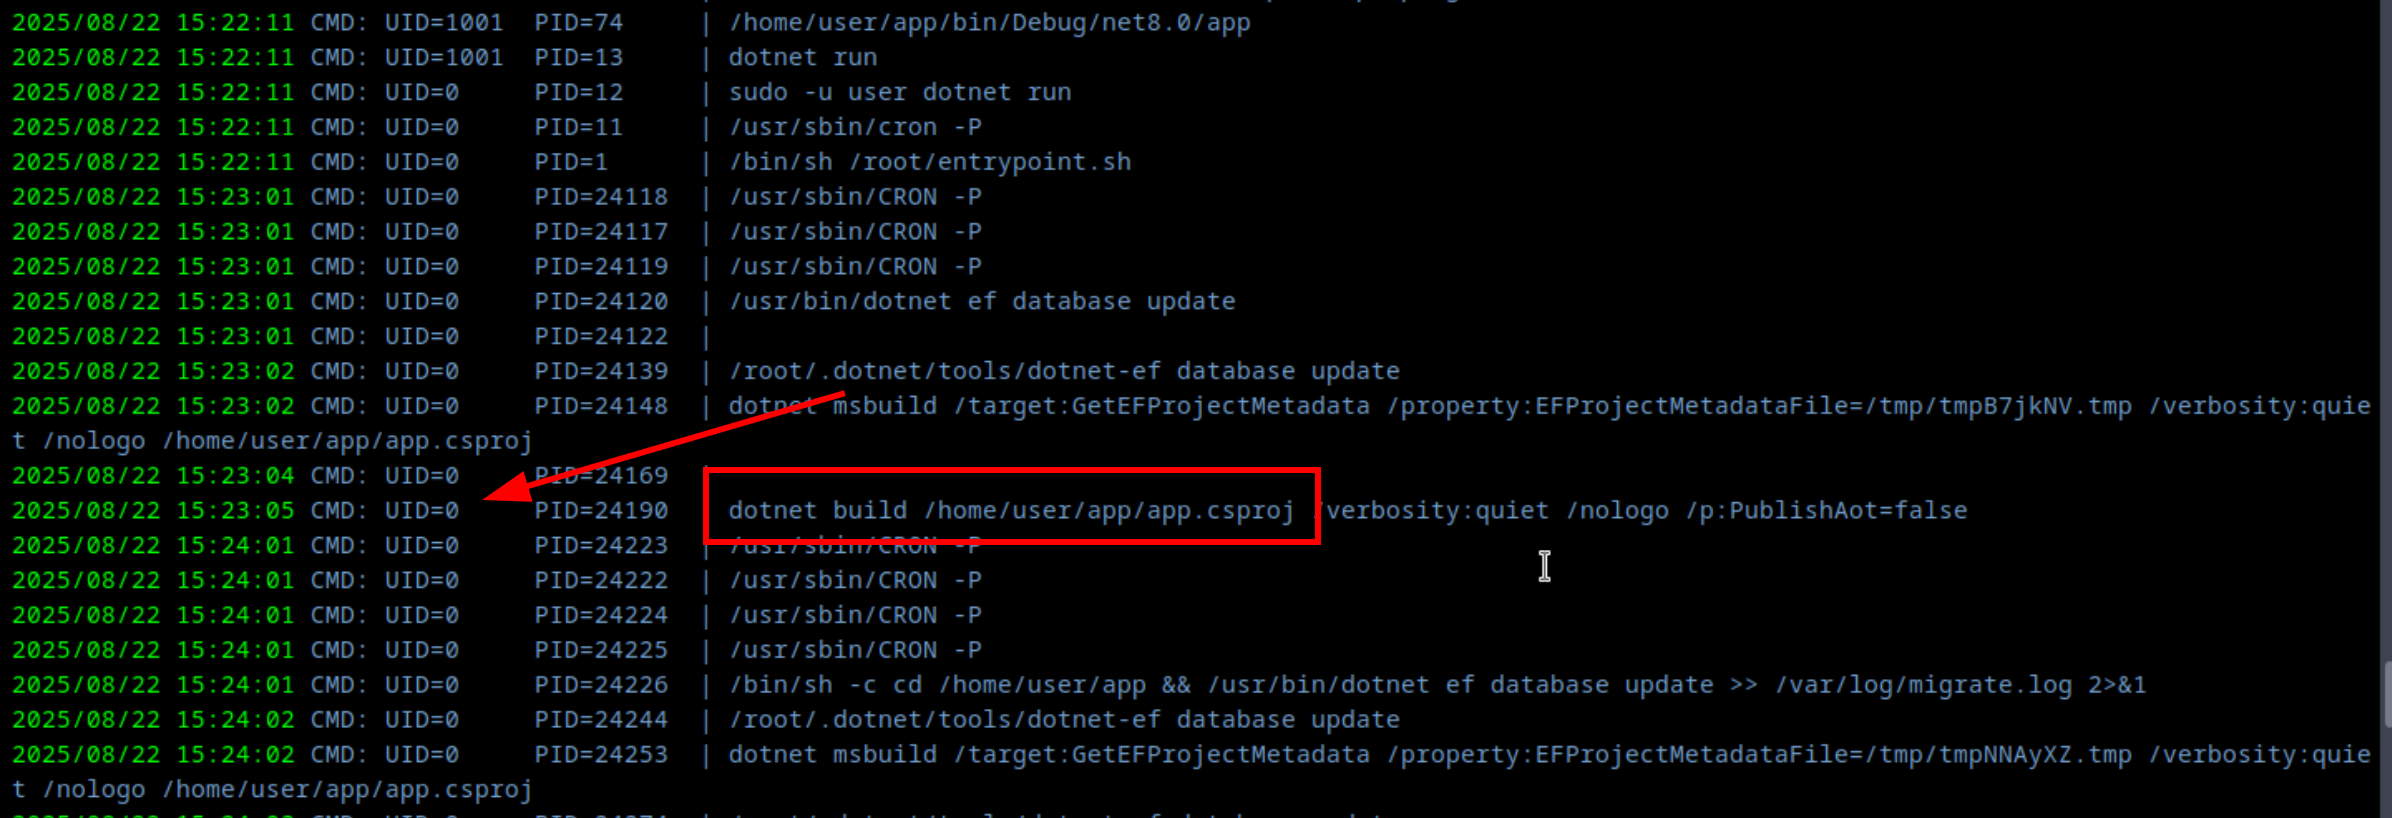 2025/08/22 15:22:11 CMD: UID=1001 PID=74 | /home/user/app/bin/Debug/net8.0/app
2025/08/22 15:22:11 CMD: UID=1001 PID=13 | dotnet run
2025/08/22 15:22:11 CMD: UID=0 PID=12 | sudo -u user dotnet run
2025/08/22 15:22:11 CMD: UID=0 PID=11 | /usr/sbin/cron -P
2025/08/22 15:22:11 CMD: UID=0 PID=1 | /bin/sh /root/entrypoint.sh
2025/08/22 15:23:01 CMD: UID=0 PID=24118 | /usr/sbin/CRON -P
2025/08/22 15:23:01 CMD: UID=0 PID=24117 | /usr/sbin/CRON -P
2025/08/22 15:23:01 CMD: UID=0 PID=24119 | /usr/sbin/CRON -P
2025/08/22 15:23:01 CMD: UID=0 PID=24120 | /usr/bin/dotnet ef database update
2025/08/22 15:23:01 CMD: UID=0 PID=24122 |
2025/08/22 15:23:02 CMD: UID=0 PID=24139 | /root/.dotnet/tools/dotnet-ef database update
2025/08/22 15:23:02 CMD: UID=0 PID=24148 | dotnet msbuild /target:GetEFProjectMetadata /property:EFProjectMetadataFile=/tmp/tmpB7jkNV.tmp /verbosity:quie
t /nologo /home/user/app/app.csproj
2025/08/22 15:23:04 CMD: UID=0 PID=24169
2025/08/22 15:23:05 CMD: UID=0 PID=24190 dotnet build /home/user/app/app.csproj /verbosity:quiet /nologo /p:PublishAot=false
2025/08/22 15:24:01 CMD: UID=0 PID=24223 | /usr/sbin/CRON -P
2025/08/22 15:24:01 CMD: UID=0 PID=24222 | /usr/sbin/CRON -P
2025/08/22 15:24:01 CMD: UID=0 PID=24224 | /usr/sbin/CRON -P
2025/08/22 15:24:01 CMD: UID=0 PID=24225 | /usr/sbin/CRON -P
2025/08/22 15:24:01 CMD: UID=0 PID=24226 | /bin/sh -c cd /home/user/app && /usr/bin/dotnet ef database update >> /var/log/migrate.log 2>&1
2025/08/22 15:24:02 CMD: UID=0 PID=24244 | /root/.dotnet/tools/dotnet-ef database update
2025/08/22 15:24:02 CMD: UID=0 PID=24253 | dotnet msbuild /target:GetEFProjectMetadata /property:EFProjectMetadataFile=/tmp/tmpNNAyXZ.tmp /verbosity:quie
t /nologo /home/user/app/app.csproj